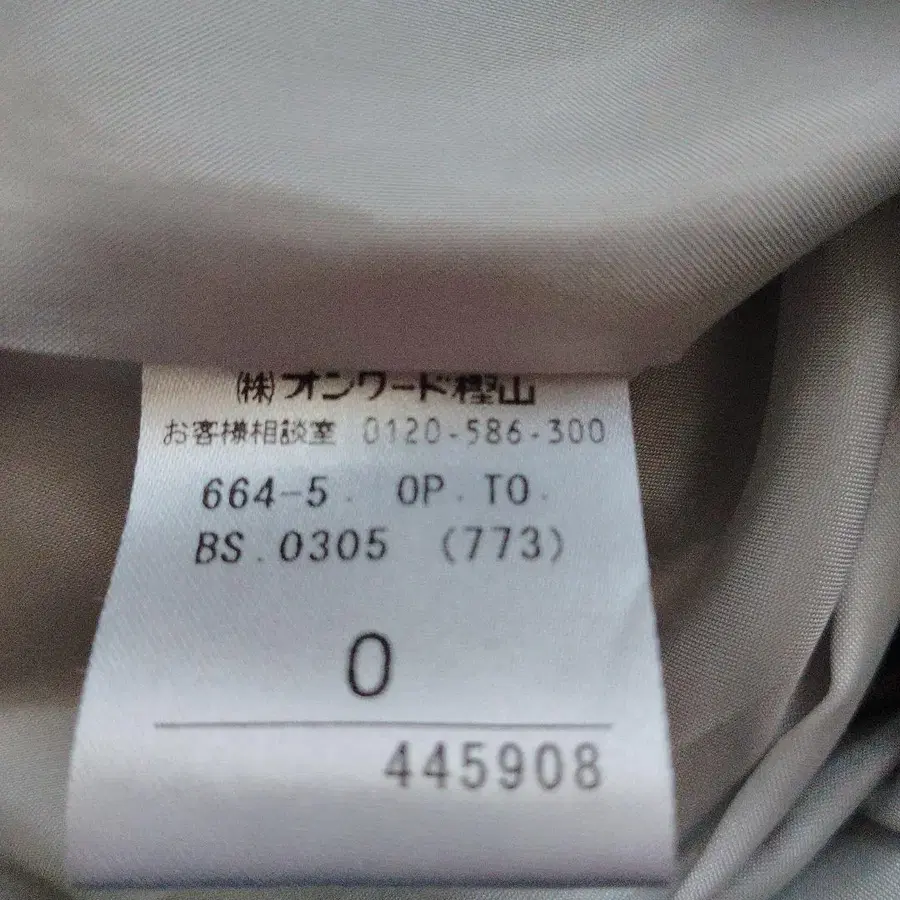 ㈱オンワード樫山
お客様相談室 0120-586-300
664-5. OP.TO.
BS.0305 (773)
0
445908